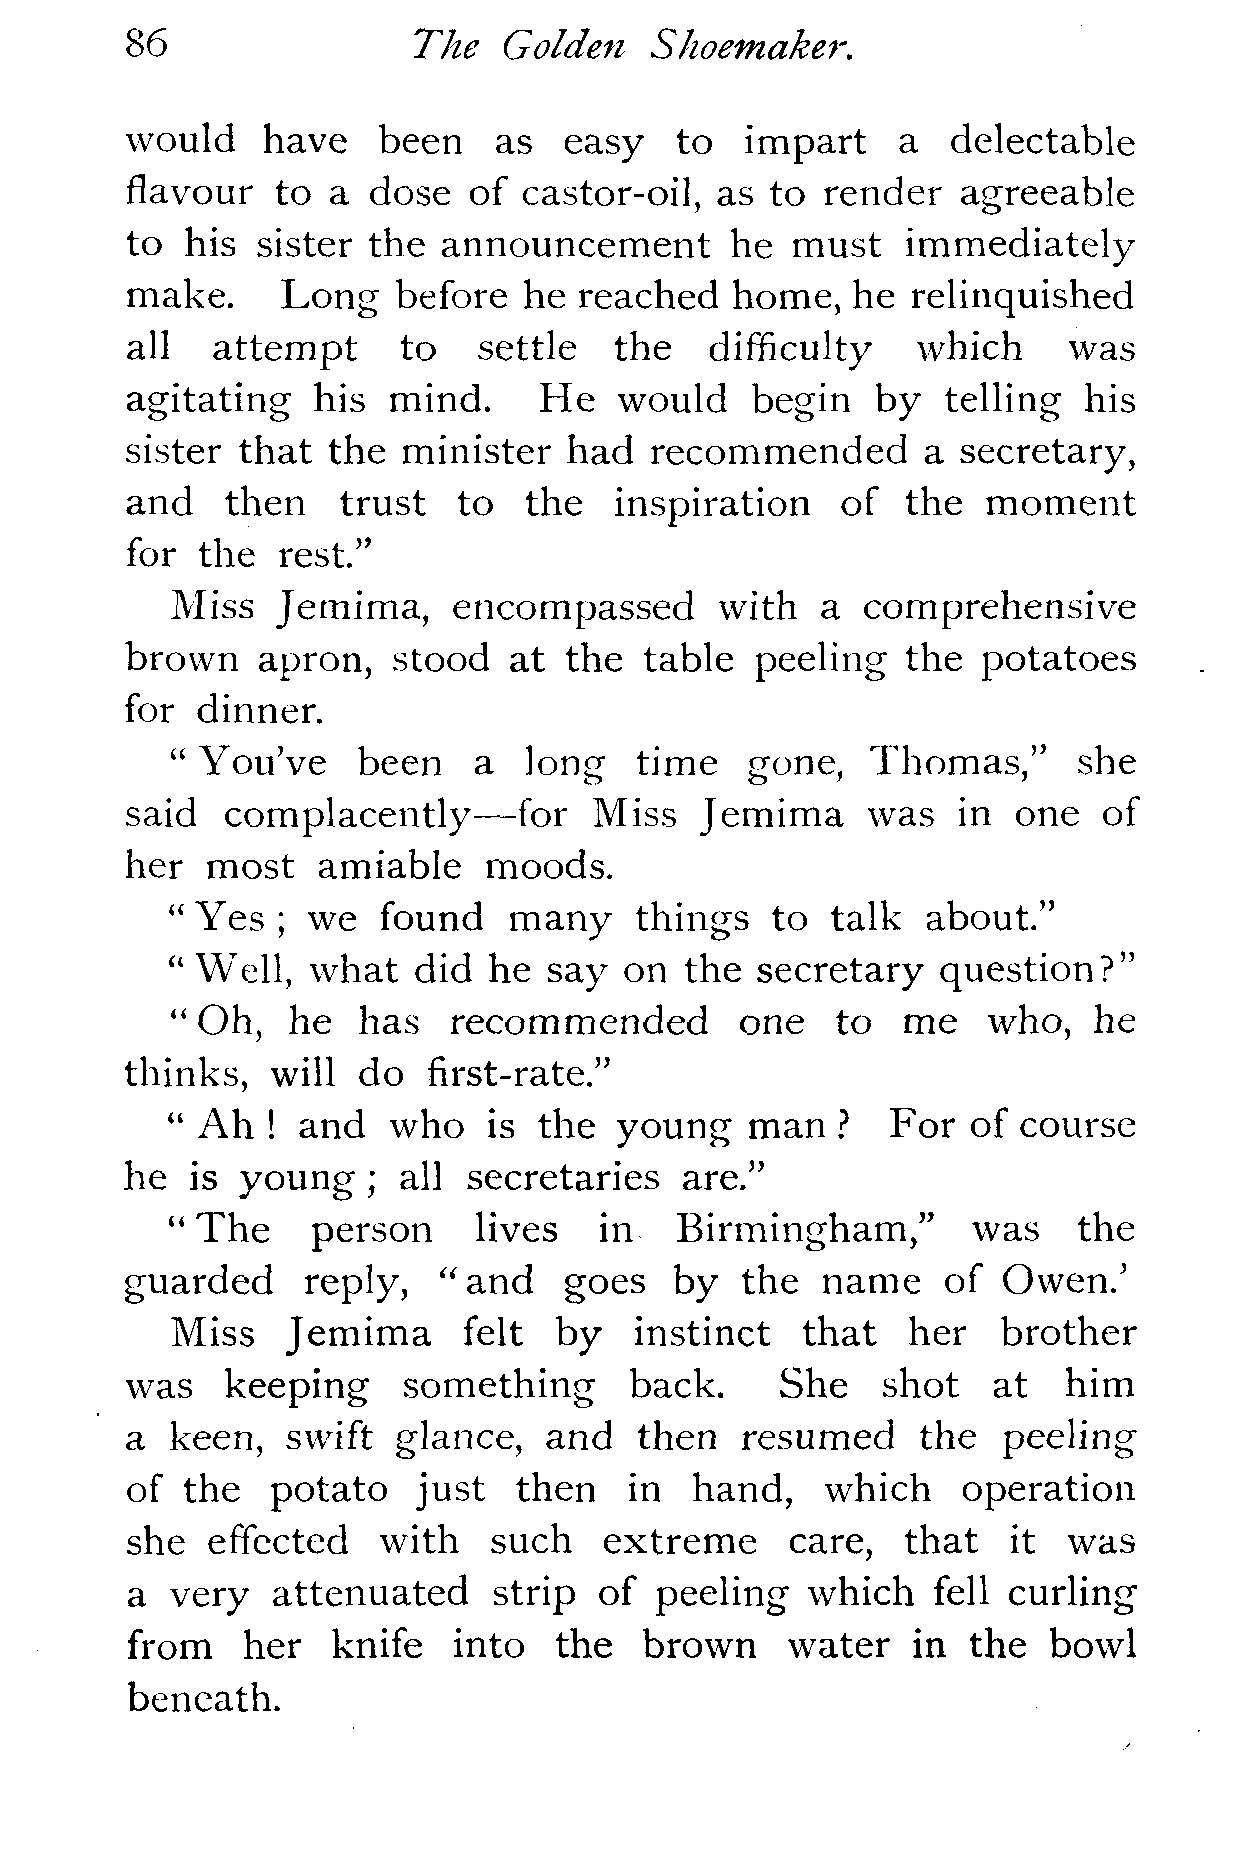 86 The Golden Shoemaker.
would have been as easy to impart a delectable
flavour to a dose of castor-oil, as to render agreeable
to his sister the announcement he must immediately
make. Long before he reached home, he relinquished
all attempt to settle the difficulty which was
agitating his mind. He would begin by telling his
sister that the minister had recommended a secretary,
and then trust to the inspiration of the moment
for the rest."
Miss Jemima, encompassed with a comprehensive
brown apron, stood at the table peeling the potatoes
for dinner.
" You've been a long time gone, Thomas," she
said complacently—for Miss Jemima was in one of
her most amiable moods.
" Yes ; we found many things to talk about."
" Well, what did he say on the secretary question?"
" Oh, he has recommended one to me who, he
thinks, will do first-rate."
" Ah ! and who is the young man ? For of course
he is young ; all secretaries are."
" The person lives in Birmingham," was the
guarded reply, " and goes by the name of Owen.'
Miss Jemima felt by instinct that her brother
was keeping something back. She shot at him
a keen, swift glance, and then resumed the peeling
of the potato just then in hand, which operation
she effected with such extreme care, that it was
a very attenuated strip of peeling which fell curling
from her knife into the brown water in the bowl
beneath.